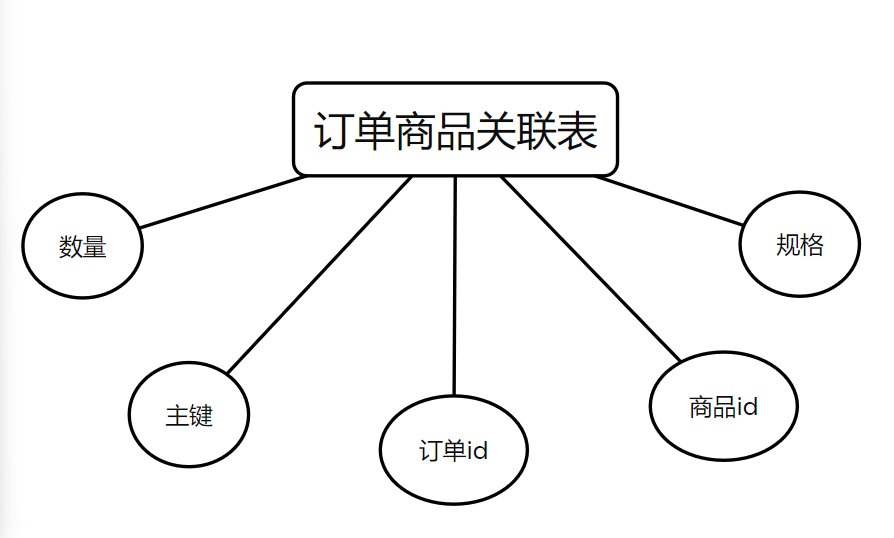 订单商品关联表
数量
规格
主键
订单id
商品id